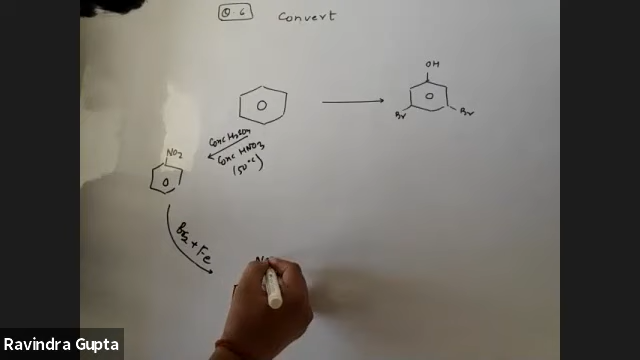 Q.6 Convert
OH
Br Br
Conc H2SO4
Conc HNO3
(50°C)
NO2
Br2 + Fe
Ravindra Gupta